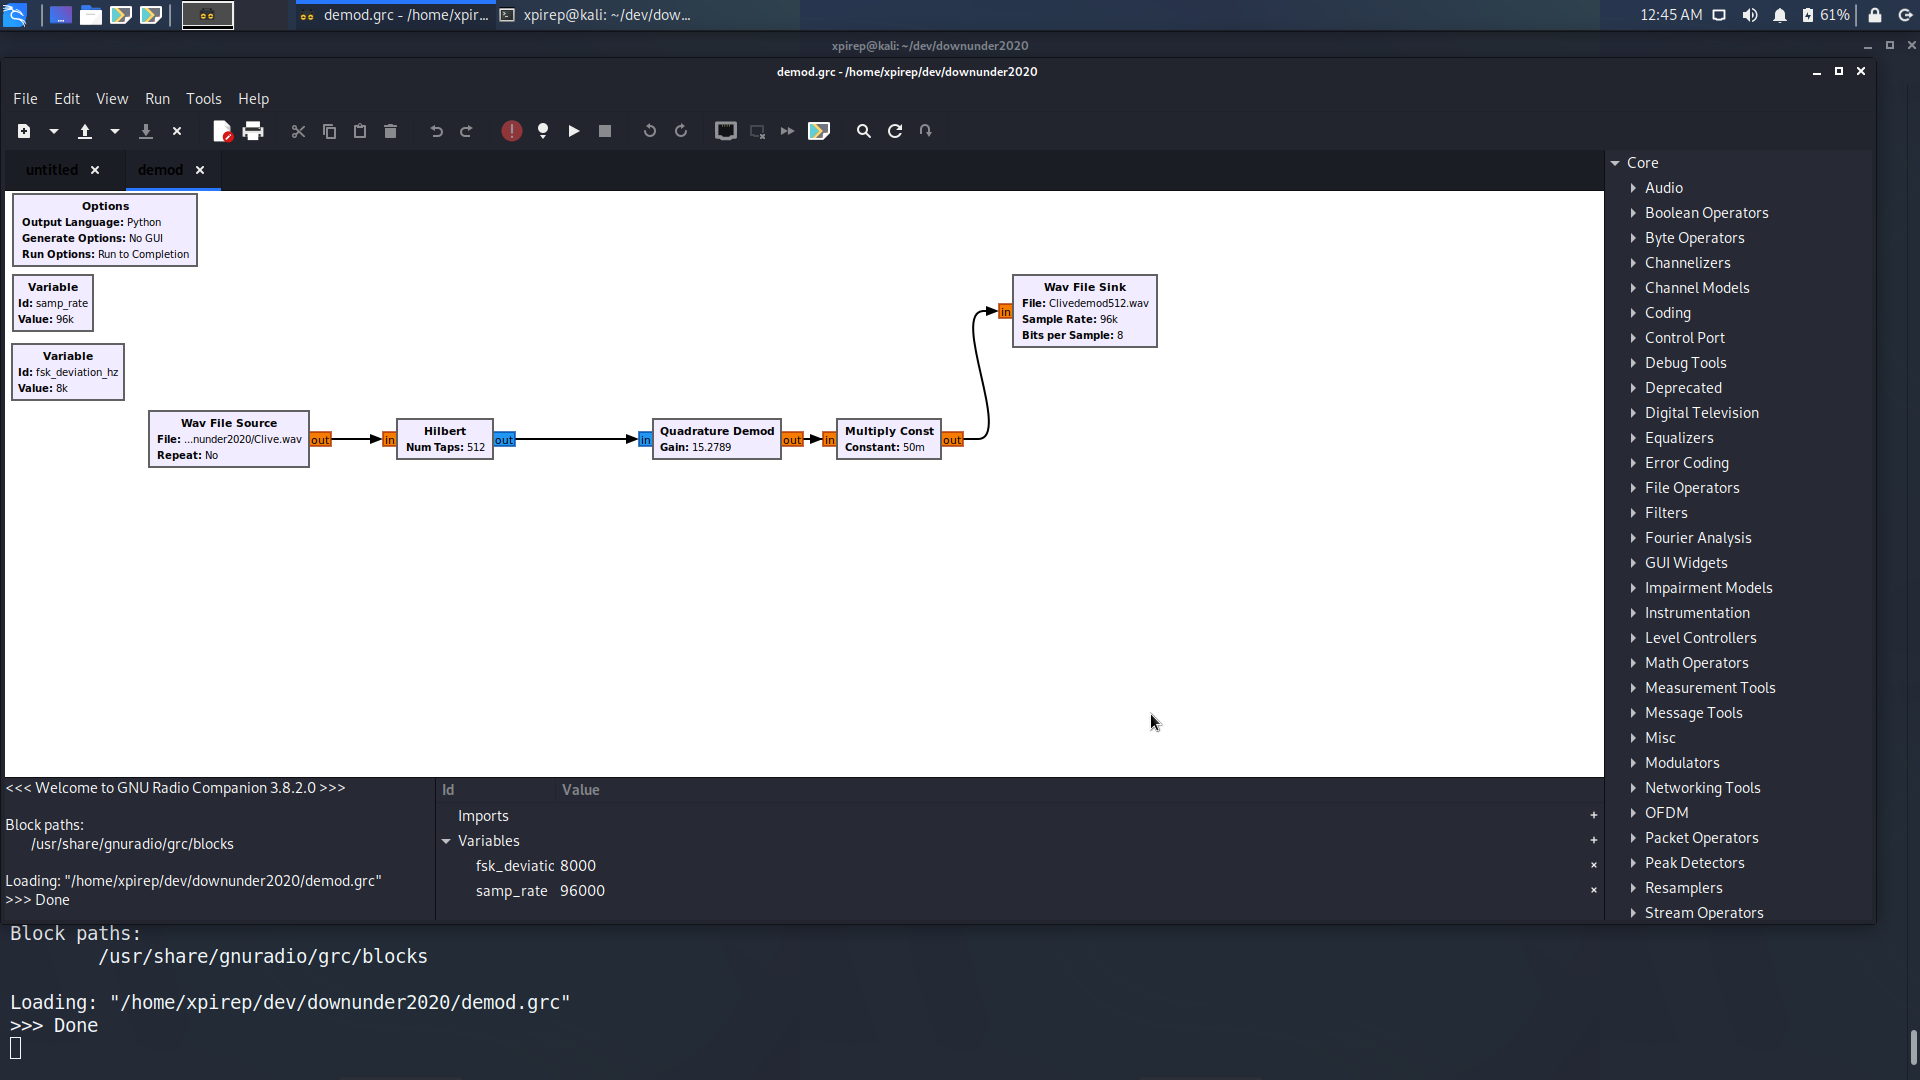 demod.grc - /home/xpir...
xpirep@kali: ~/dev/dow...
12:45 AM
61%
xpirep@kali: ~/dev/downunder2020
demod.grc - /home/xpirep/dev/downunder2020
File Edit View Run Tools Help
untitled
demod
Options
Output Language: Python
Generate Options: No GUI
Run Options: Run to Completion
Variable
Id: samp_rate
Value: 96k
Variable
Id: fsk_deviation_hz
Value: 8k
Wav File Source
File: ...nunder2020/Clive.wav
Repeat: No
out
in
Hilbert
Num Taps: 512
out
in
Quadrature Demod
Gain: 15.2789
out
in
Multiply Const
Constant: 50m
out
in
Wav File Sink
File: Clivedemod512.wav
Sample Rate: 96k
Bits per Sample: 8
Core
Audio
Boolean Operators
Byte Operators
Channelizers
Channel Models
Coding
Control Port
Debug Tools
Deprecated
Digital Television
Equalizers
Error Coding
File Operators
Filters
Fourier Analysis
GUI Widgets
Impairment Models
Instrumentation
Level Controllers
Math Operators
Measurement Tools
Message Tools
Misc
Modulators
Networking Tools
OFDM
Packet Operators
Peak Detectors
Resamplers
Stream Operators
<<< Welcome to GNU Radio Companion 3.8.2.0 >>>
Block paths:
/usr/share/gnuradio/grc/blocks
Loading: "/home/xpirep/dev/downunder2020/demod.grc"
>>> Done
Id Value
Imports
Variables
fsk_deviatic 8000
samp_rate 96000
Block paths:
/usr/share/gnuradio/grc/blocks
Loading: "/home/xpirep/dev/downunder2020/demod.grc"
>>> Done